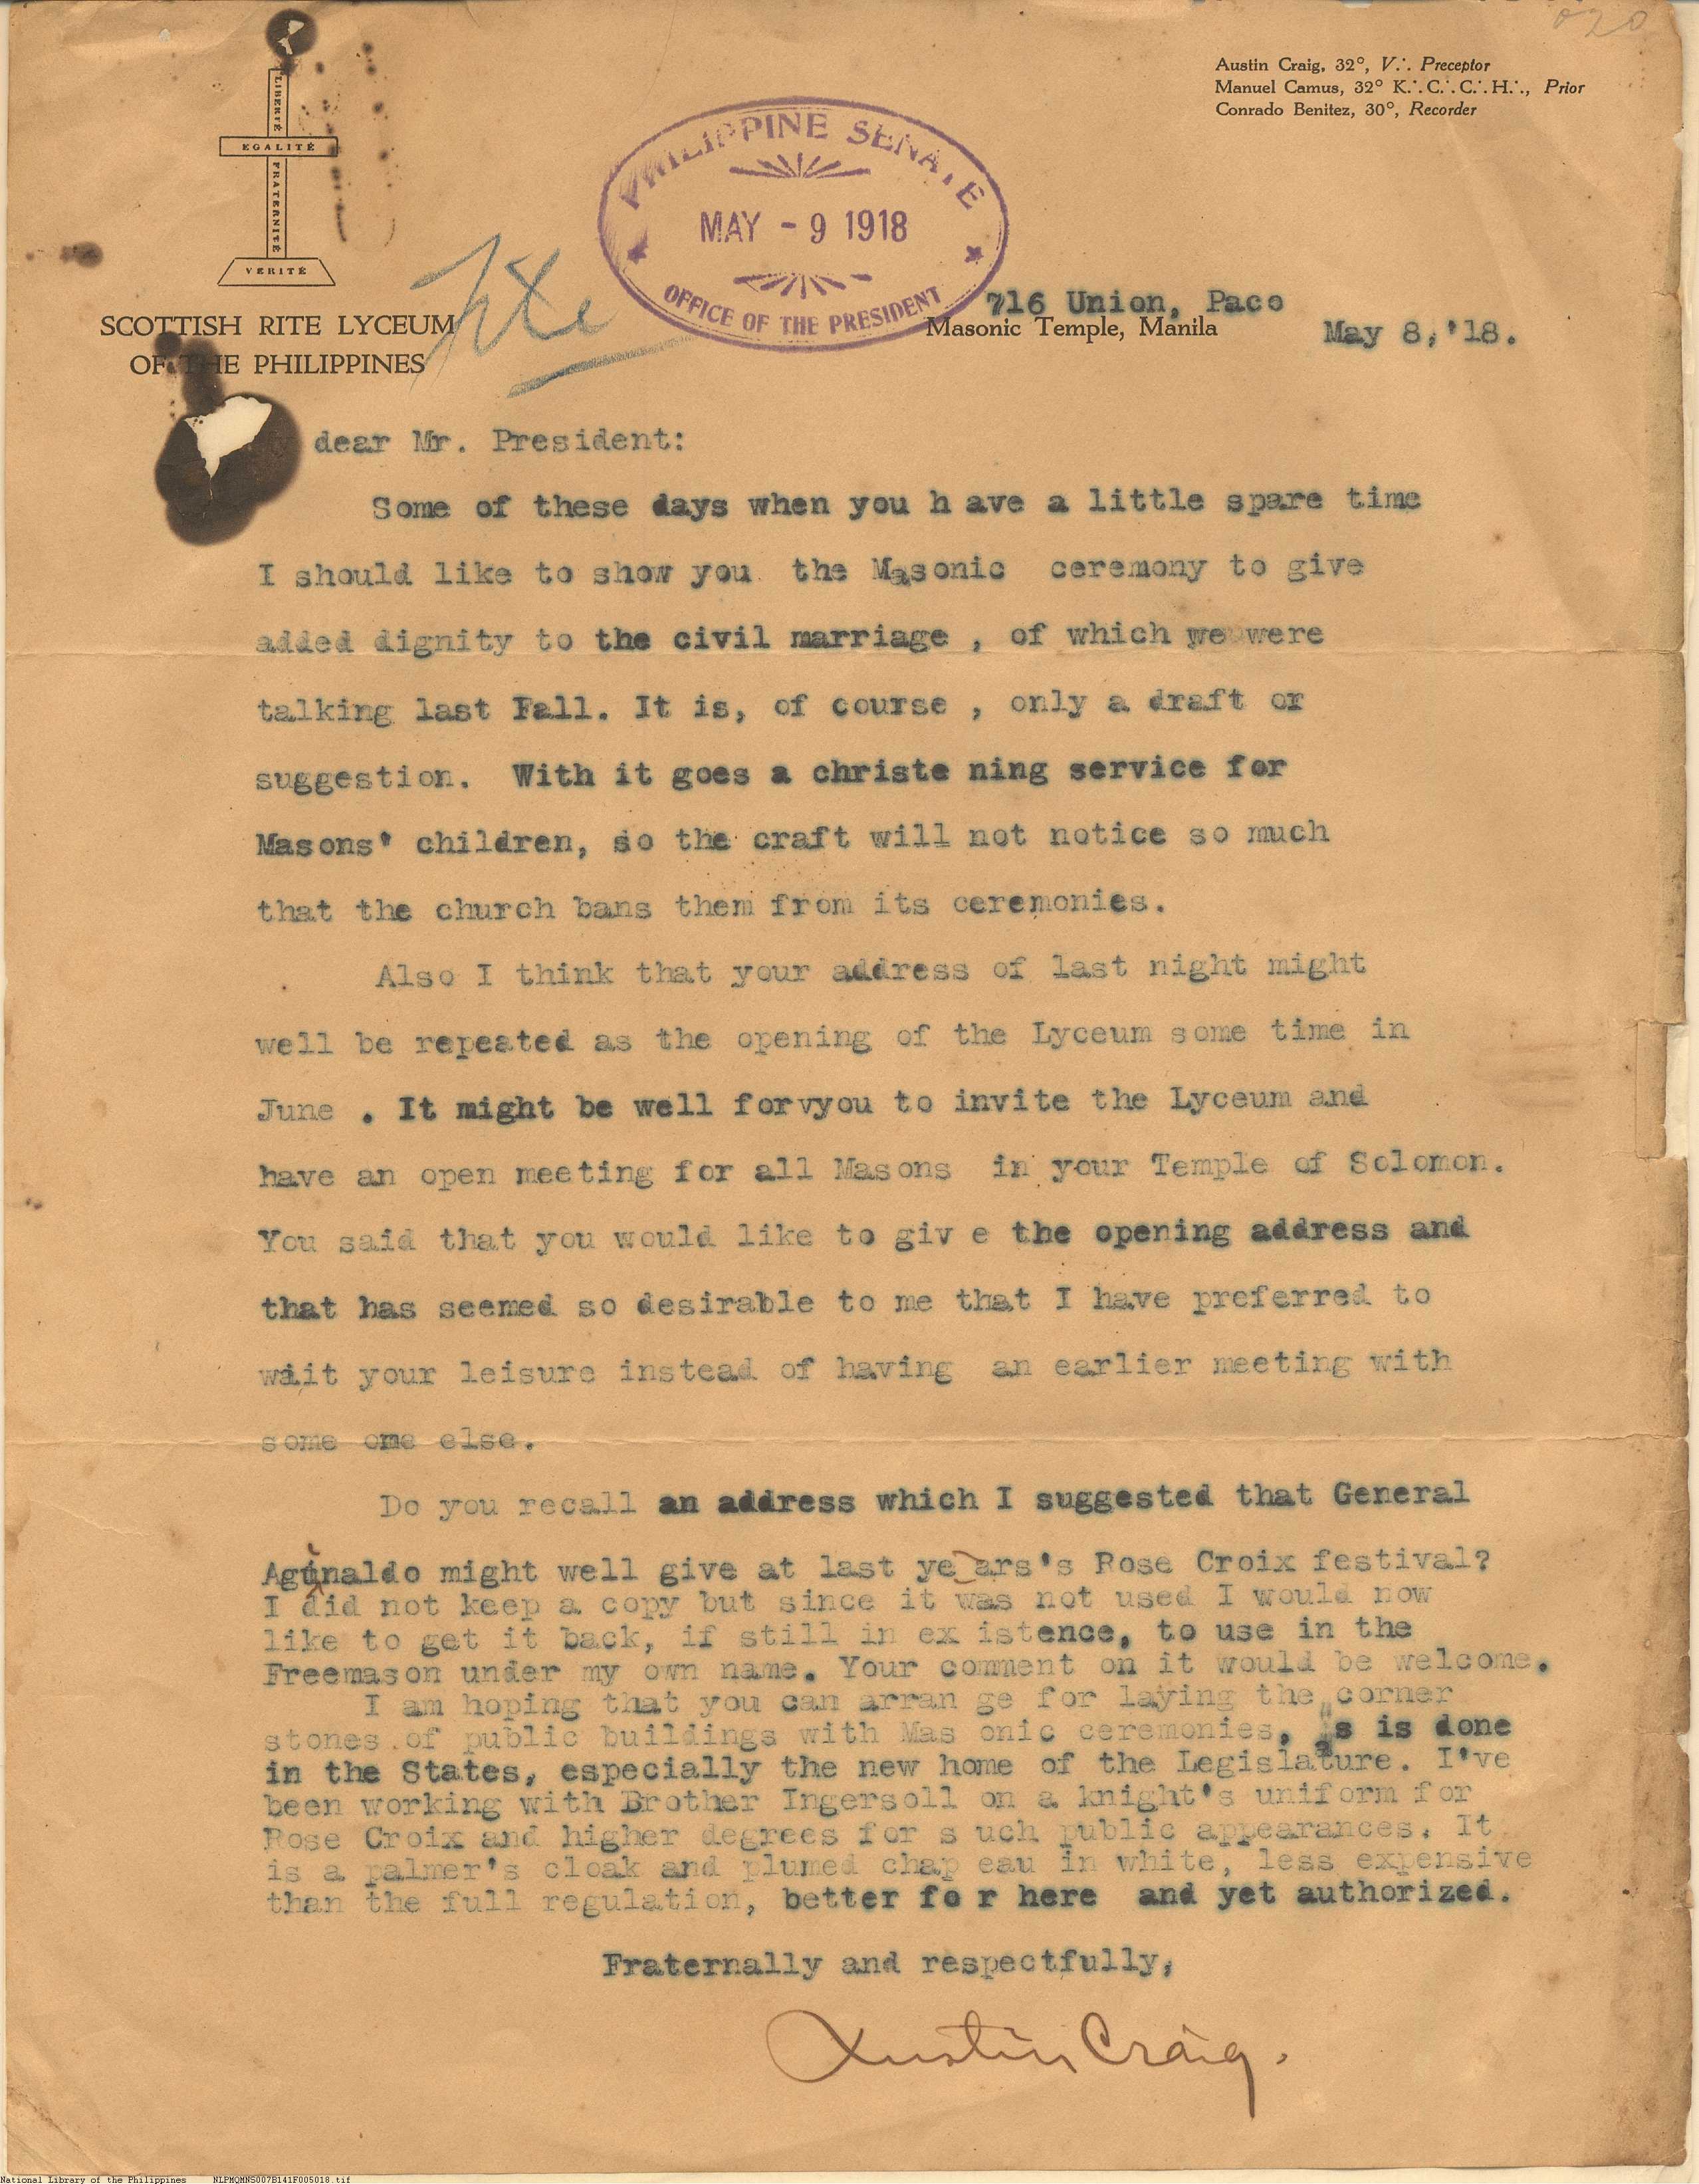 020
Austin Craig, 32°, V∴ Preceptor
Manuel Camus, 32° K∴C∴C∴H∴, Prior
Conrado Benitez, 30°, Recorder
LIBERTÉ
EGALITÉ
FRATERNITÉ
VERITÉ
PHILIPPINE SENATE
MAY - 9 1918
OFFICE OF THE PRESIDENT
SCOTTISH RITE LYCEUM
OF THE PHILIPPINES
716 Union, Paco
Masonic Temple, Manila
May 8, '18.
dear Mr. President:
Some of these days when you h ave a little spare time
I should like to show you the Masonic ceremony to give
added dignity to the civil marriage , of which we were
talking last Fall. It is, of course , only a draft or
suggestion. With it goes a christe ning service for
Masons' children, so the craft will not notice so much
that the church bans them from its ceremonies.
Also I think that your address of last night might
well be repeated as the opening of the Lyceum some time in
June . It might be well forvyou to invite the Lyceum and
have an open meeting for all Masons in your Temple of Solomon.
You said that you would like to giv e the opening address and
that has seemed so desirable to me that I have preferred to
wait your leisure instead of having an earlier meeting with
some one else.
Do you recall an address which I suggested that General
Aguinaldo might well give at last ye ars's Rose Croix festival?
I did not keep a copy but since it was not used I would now
like to get it back, if still in ex istence, to use in the
Freemason under my own name. Your comment on it would be welcome.
I am hoping that you can arran ge for laying the corner
stones of public buildings with Mas onic ceremonies, as is done
in the States, especially the new home of the Legislature. I've
been working with Brother Ingersoll on a knight's uniform for
Rose Croix and higher degrees for s uch public appearances. It
is a palmer's cloak and plumed chap eau in white, less expensive
than the full regulation, better fo r here and yet authorized.
Fraternally and respectfully,
Austin Craig.
National Library of the Philippines NLPMQMNS007B141F005018.tif